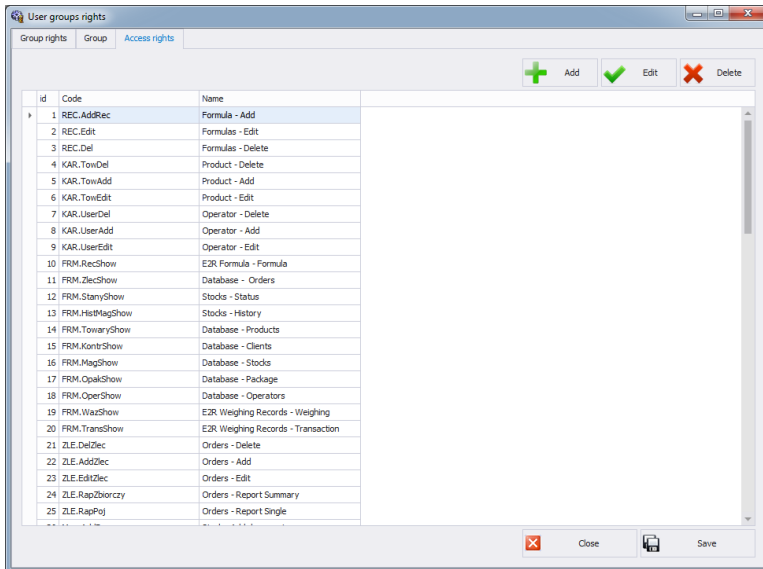 User groups rights
Group rights Group Access rights
Add Edit Delete
id Code Name
1 REC.AddRec Formula - Add
2 REC.Edit Formulas - Edit
3 REC.Del Formulas - Delete
4 KAR.TowDel Product - Delete
5 KAR.TowAdd Product - Add
6 KAR.TowEdit Product - Edit
7 KAR.UserDel Operator - Delete
8 KAR.UserAdd Operator - Add
9 KAR.UserEdit Operator - Edit
10 FRM.RecShow E2R Formula - Formula
11 FRM.ZlecShow Database - Orders
12 FRM.StanyShow Stocks - Status
13 FRM.HistMagShow Stocks - History
14 FRM.TowaryShow Database - Products
15 FRM.KontrShow Database - Clients
16 FRM.MagShow Database - Stocks
17 FRM.OpakShow Database - Package
18 FRM.OperShow Database - Operators
19 FRM.WazShow E2R Weighing Records - Weighing
20 FRM.TransShow E2R Weighing Records - Transaction
21 ZLE.DelZlec Orders - Delete
22 ZLE.AddZlec Orders - Add
23 ZLE.EditZlec Orders - Edit
24 ZLE.RapZbiorczy Orders - Report Summary
25 ZLE.RapPoj Orders - Report Single
Close Save